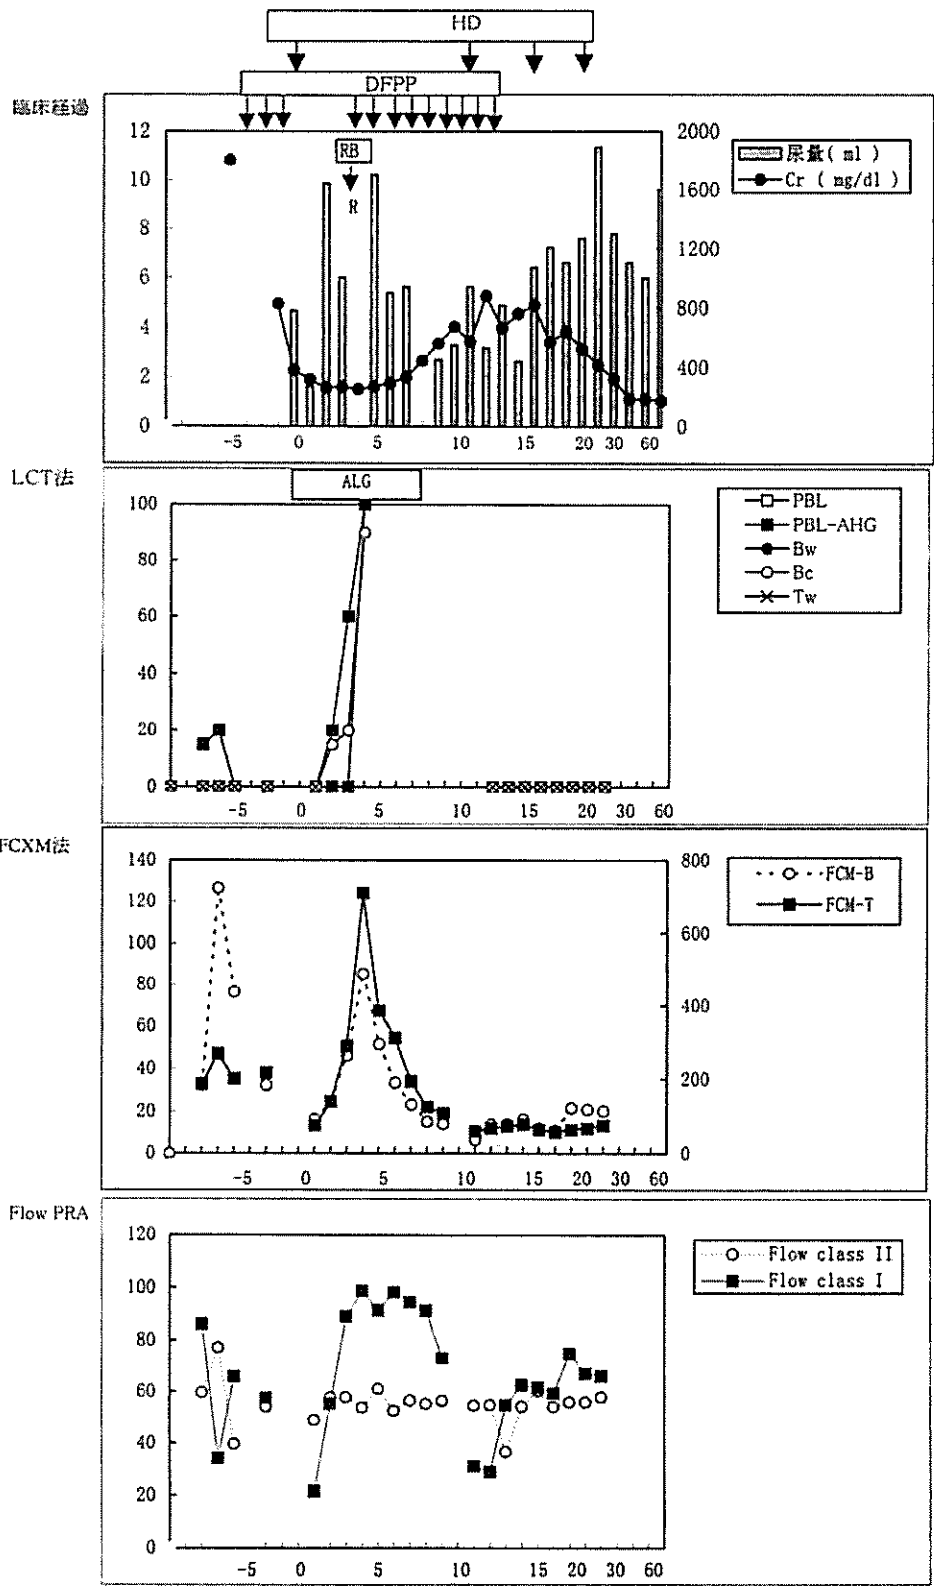 HD
DFPP
臨床経過
12
10
8
6
4
2
0
2000
1600
1200
800
400
0
RB
R
尿量( ml )
Cr ( mg/dl )
-5 0 5 10 15 20 30 60
LCT法
ALG
100
80
60
40
20
0
PBL
PBL-AHG
Bw
Bc
Tw
-5 0 5 10 15 20 30 60
FCXM法
140
120
100
80
60
40
20
0
800
600
400
200
0
FCM-B
FCM-T
-5 0 5 10 15 20 30 60
Flow PRA
120
100
80
60
40
20
0
Flow class II
Flow class I
-5 0 5 10 15 20 30 60